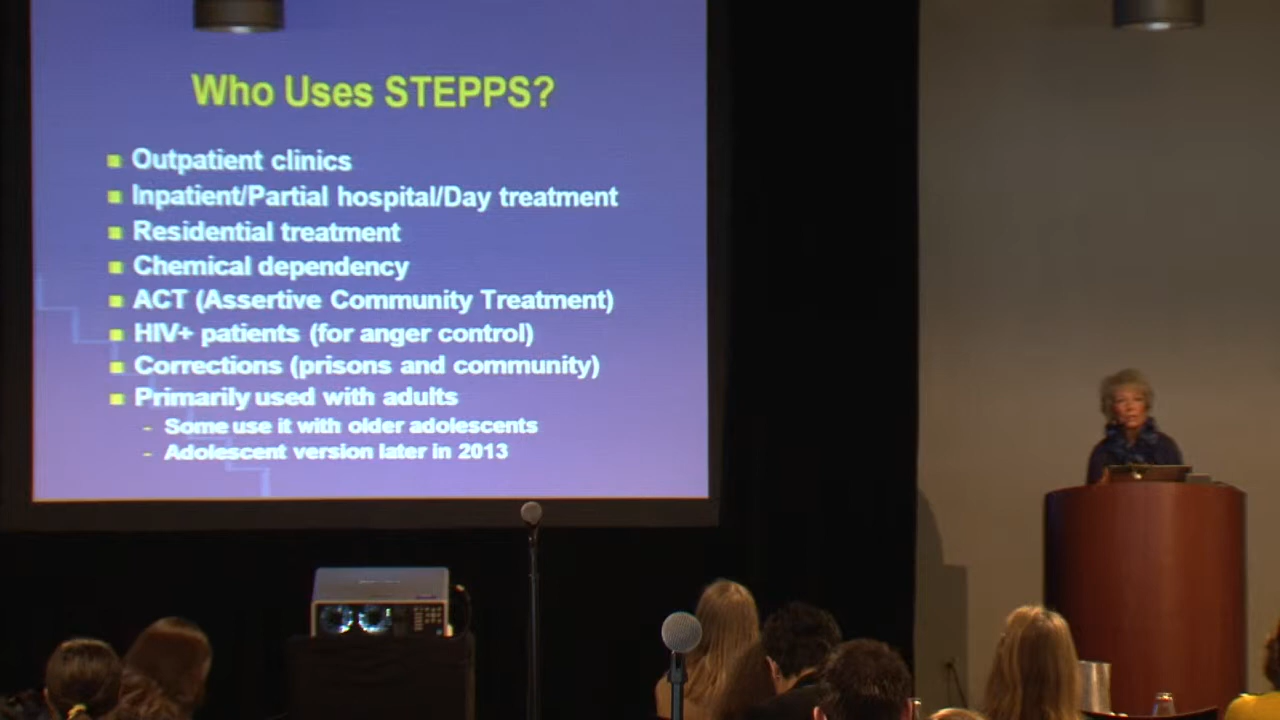 Who Uses STEPPS?
Outpatient clinics
Inpatient/Partial hospital/Day treatment
Residential treatment
Chemical dependency
ACT (Assertive Community Treatment)
HIV+ patients (for anger control)
Corrections (prisons and community)
Primarily used with adults
- Some use it with older adolescents
- Adolescent version later in 2013